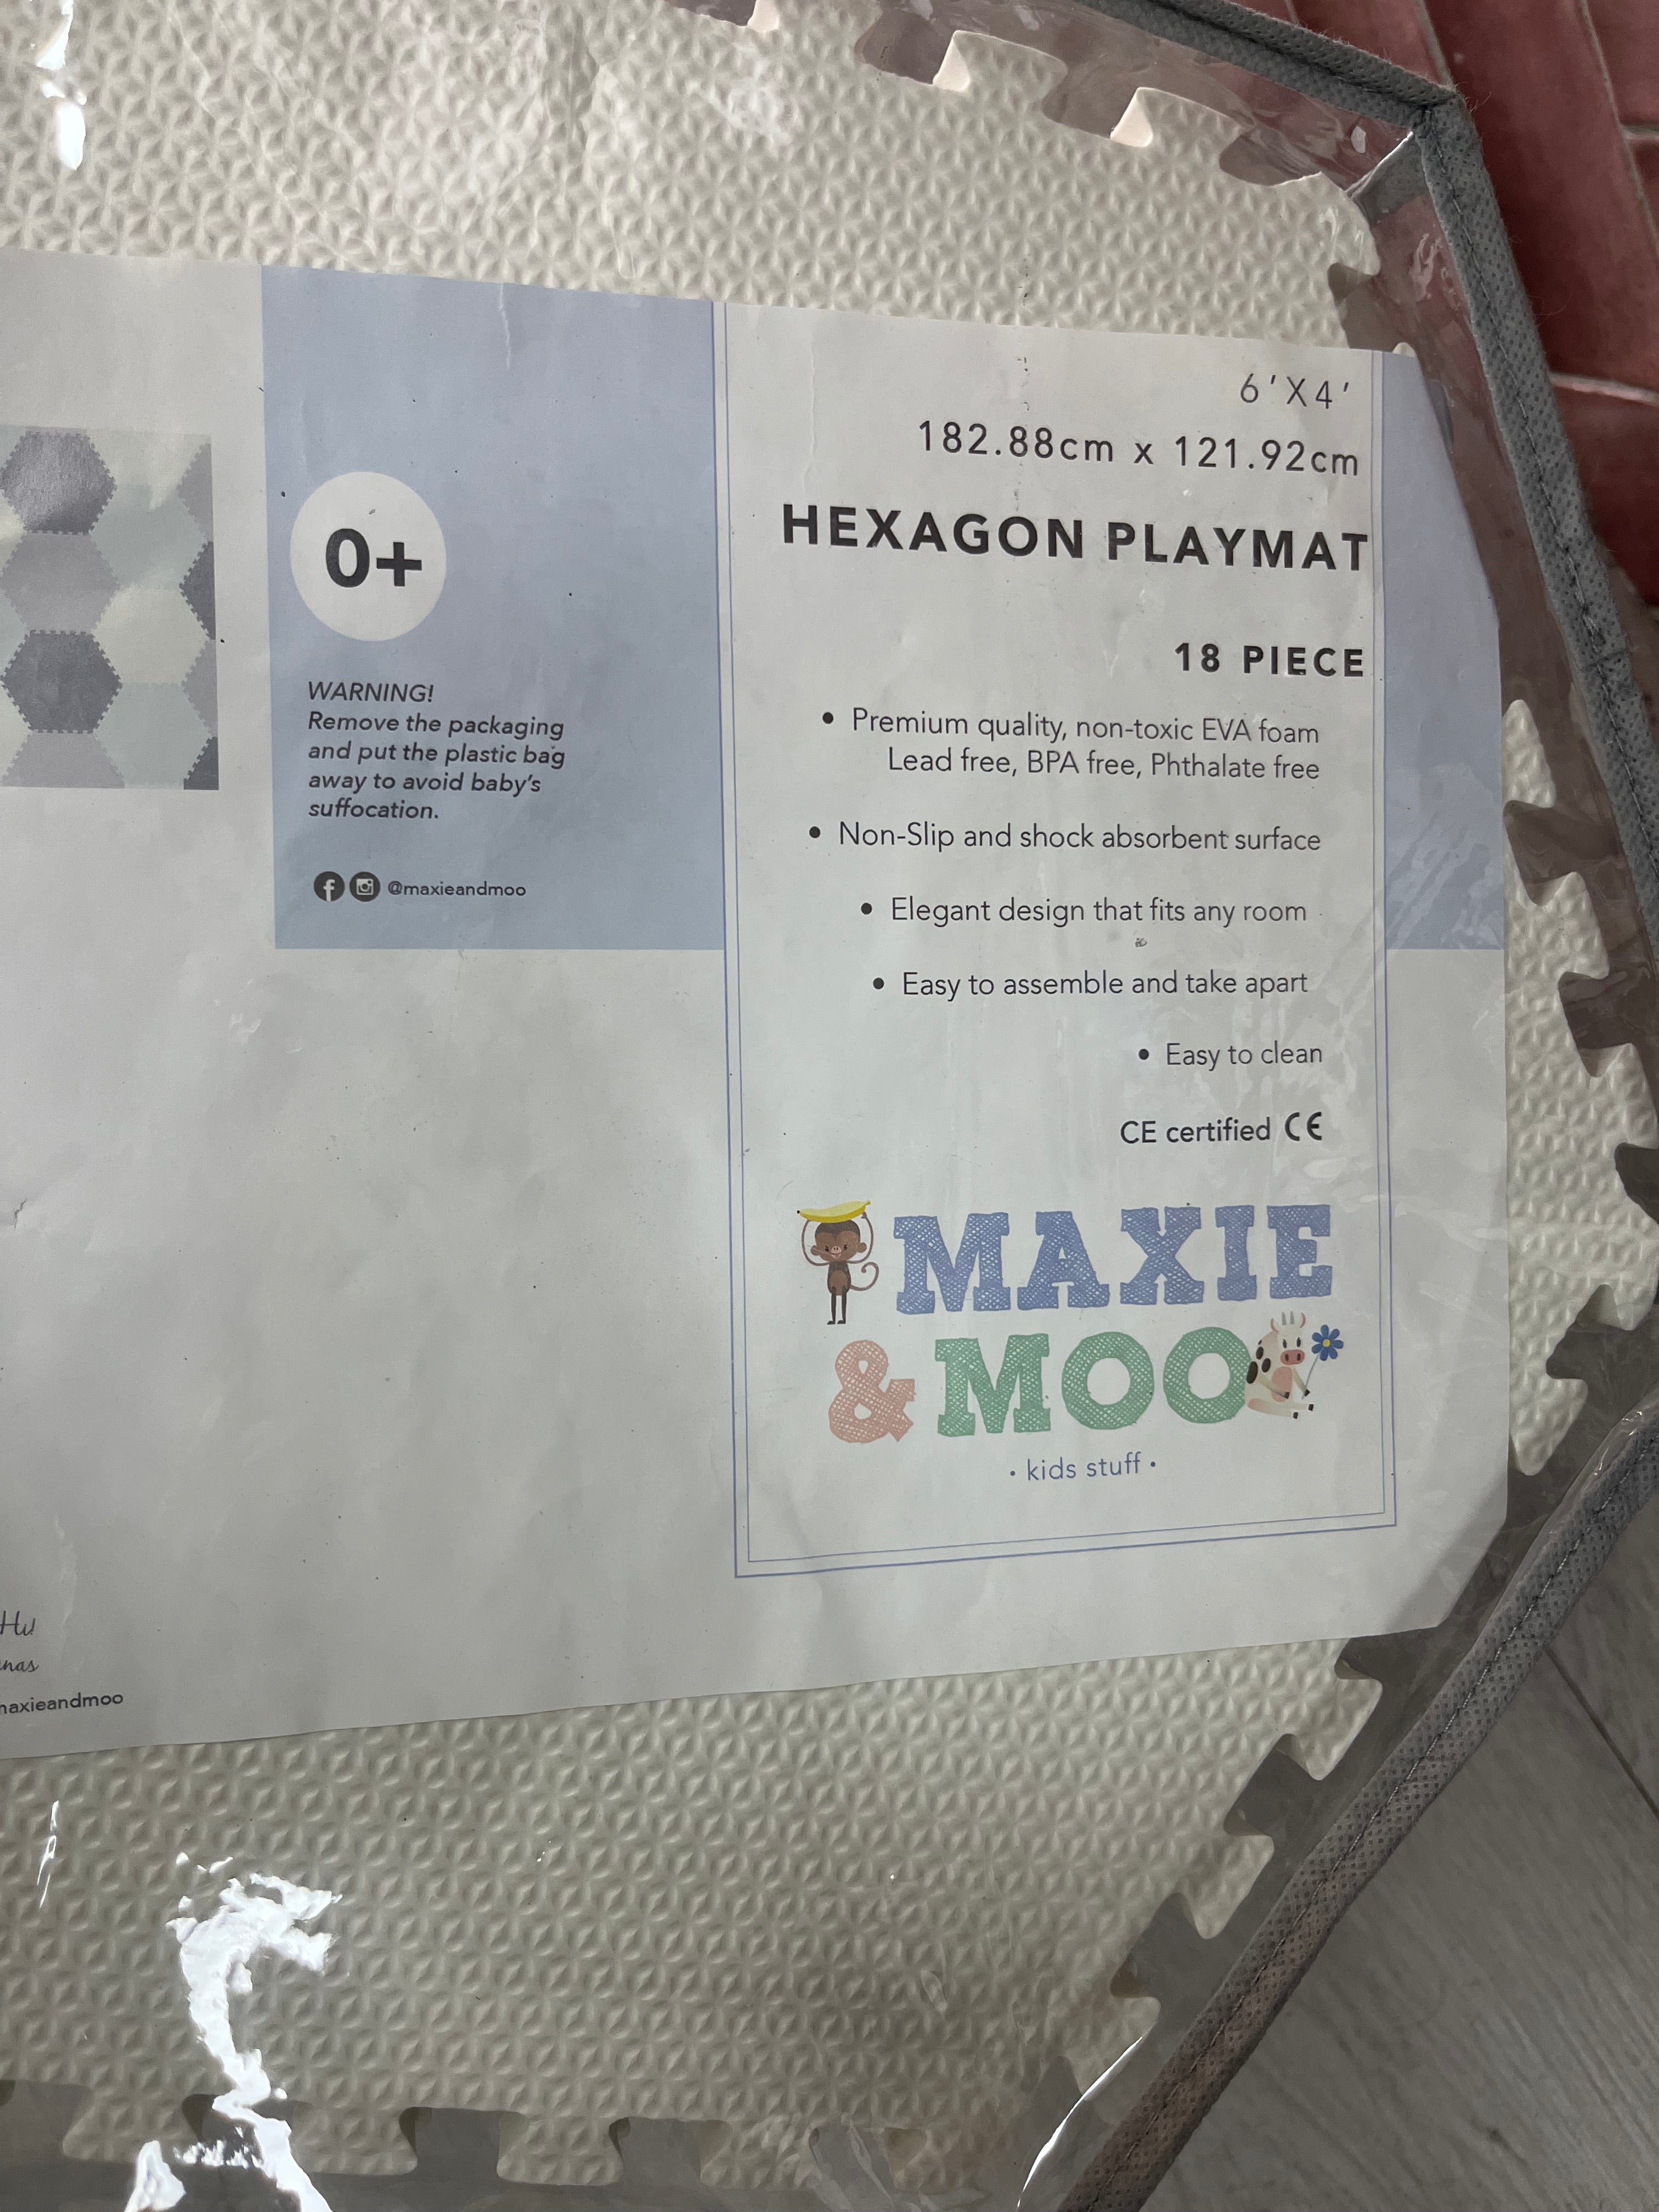 6'X4'
182.88cm x 121.92cm
HEXAGON PLAYMAT
18 PIECE
• Premium quality, non-toxic EVA foam
Lead free, BPA free, Phthalate free
• Non-Slip and shock absorbent surface
• Elegant design that fits any room
• Easy to assemble and take apart
• Easy to clean
CE certified CE
MAXIE
& MOO
• kids stuff •
0+
WARNING!
Remove the packaging
and put the plastic bag
away to avoid baby's
suffocation.
@maxieandmoo
maxieandmoo